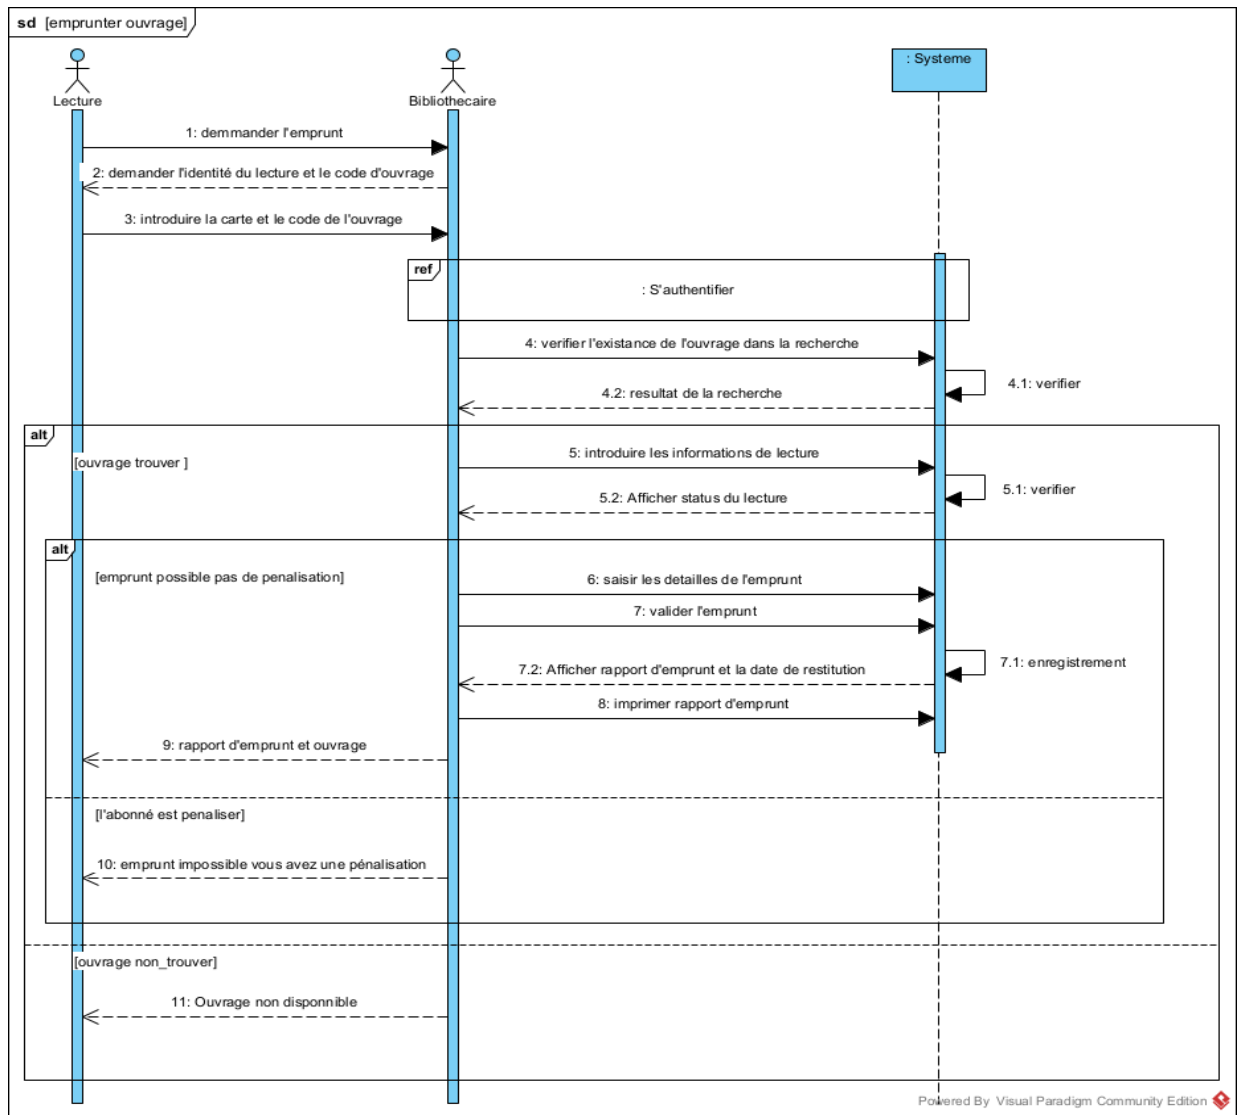 sd [emprunter ouvrage]
Lecture
Bibliothecaire
: Systeme
1: demmander l'emprunt
2: demander l'identité du lecture et le code d'ouvrage
3: introduire la carte et le code de l'ouvrage
ref
: S'authentifier
4: verifier l'existance de l'ouvrage dans la recherche
4.1: verifier
4.2: resultat de la recherche
alt
[ouvrage trouver ]
5: introduire les informations de lecture
5.1: verifier
5.2: Afficher status du lecture
alt
[emprunt possible pas de penalisation]
6: saisir les detailles de l'emprunt
7: valider l'emprunt
7.1: enregistrement
7.2: Afficher rapport d'emprunt et la date de restitution
8: imprimer rapport d'emprunt
9: rapport d'emprunt et ouvrage
[l'abonné est penaliser]
10: emprunt impossible vous avez une pénalisation
[ouvrage non_trouver]
11: Ouvrage non disponnible
Powered By Visual Paradigm Community Edition